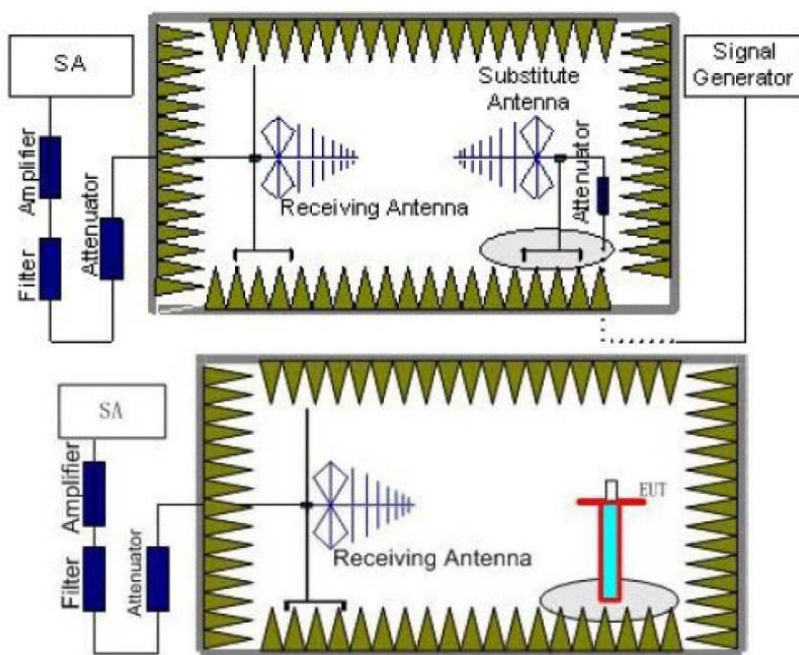 SA
Signal
Generator
Substitute
Antenna
Amplifier
Attenuator
Attenuator
Filter
Receiving Antenna
SA
EUT
Amplifier
Receiving Antenna
Filter
Attenuator